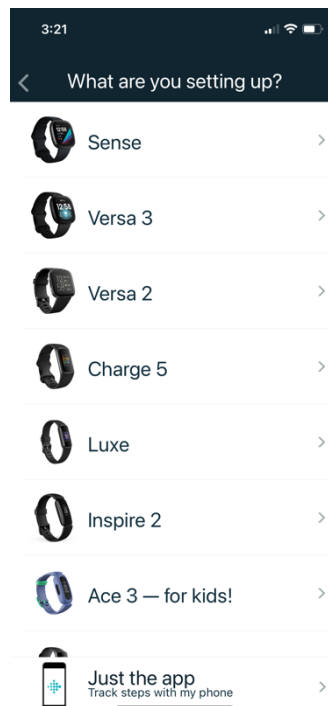 3:21
What are you setting up?
Sense
Versa 3
Versa 2
Charge 5
Luxe
Inspire 2
Ace 3 — for kids!
Just the app
Track steps with my phone